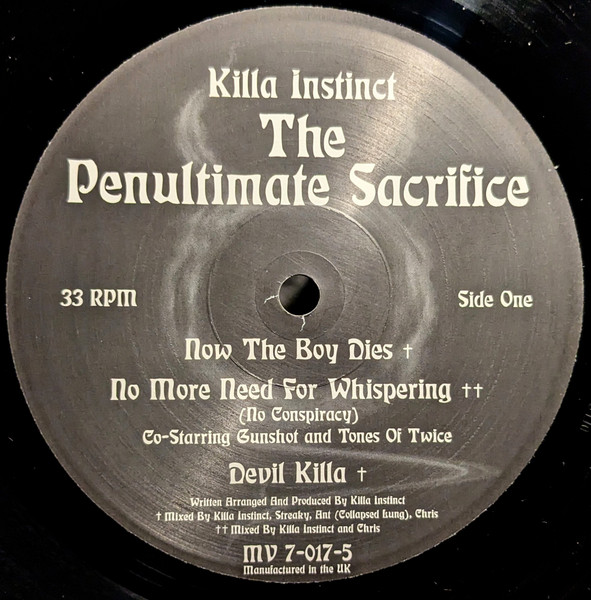 Killa Instinct
The
Penultimate Sacrifice
33 RPM
Side One
Now The Boy Dies †
No More Need For Whispering ††
(No Conspiracy)
Co-Starring Gunshot and Tones Of Twice
Devil Killa †
Written Arranged And Produced By Killa Instinct
† Mixed By Killa Instinct, Streaky, Ant (Collapsed Lung), Chris
†† Mixed By Killa Instinct and Chris
MV 7-017-5
Manufactured in the UK